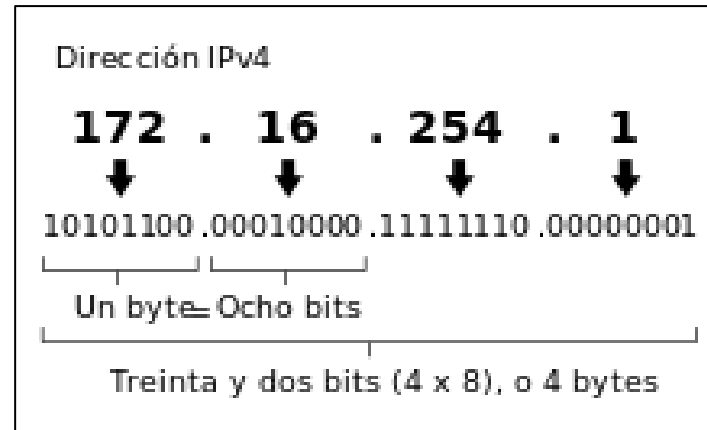 Dirección IPv4
172 . 16 . 254 . 1
10101100 .00010000 .11111110 .00000001
Un byte=Ocho bits
Treinta y dos bits (4 x 8), o 4 bytes